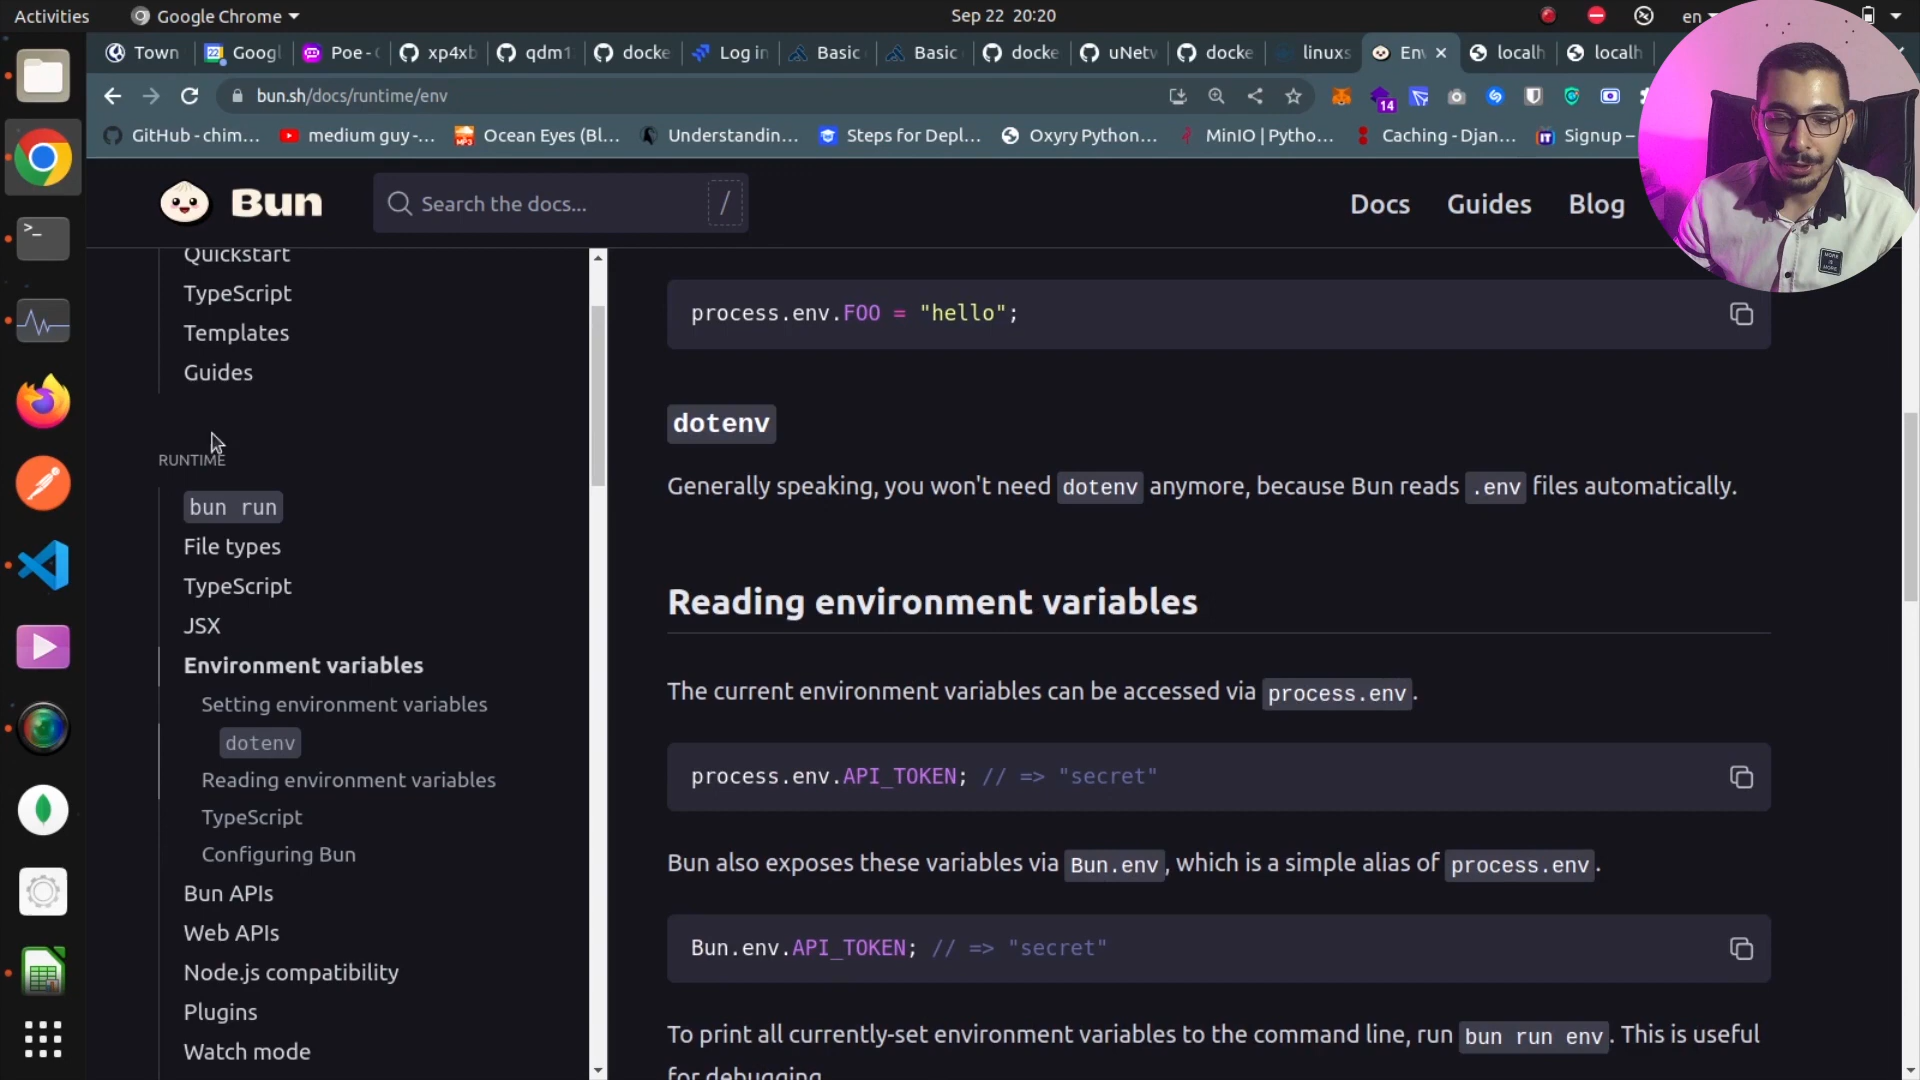 Activities
Google Chrome
Sep 22 20:20
en
Town
Googl
Poe - (
xp4xb
qdm1
docke
Log in
Basic
Basic
docke
uNetw
docke
linuxs
Env
localh
localh
bun.sh/docs/runtime/env
14
GitHub - chim...
medium guy -...
Ocean Eyes (Bl...
Understandin...
Steps for Depl...
Oxyry Python...
MinIO | Pytho...
Caching - Djan...
Signup –
Bun
Search the docs...
/
Docs
Guides
Blog
Quickstart
TypeScript
Templates
Guides
RUNTIME
bun run
File types
TypeScript
JSX
Environment variables
Setting environment variables
dotenv
Reading environment variables
TypeScript
Configuring Bun
Bun APIs
Web APIs
Node.js compatibility
Plugins
Watch mode
process.env.FOO = "hello";
dotenv
Generally speaking, you won't need dotenv anymore, because Bun reads .env files automatically.
Reading environment variables
The current environment variables can be accessed via process.env.
process.env.API_TOKEN; // => "secret"
Bun also exposes these variables via Bun.env, which is a simple alias of process.env.
Bun.env.API_TOKEN; // => "secret"
To print all currently-set environment variables to the command line, run bun run env. This is useful
for debugging.